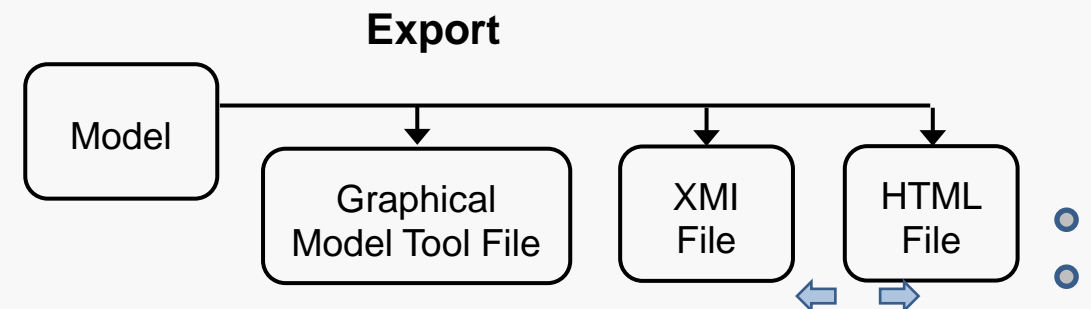 Export
Model
Graphical
Model Tool File
XMI
File
HTML
File